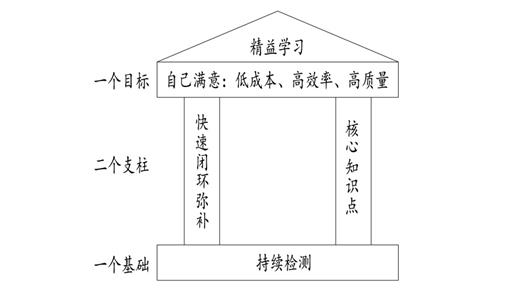 精益学习
一个目标
自己满意：低成本、高效率、高质量
二个支柱
快速闭环弥补
核心知识点
一个基础
持续检测